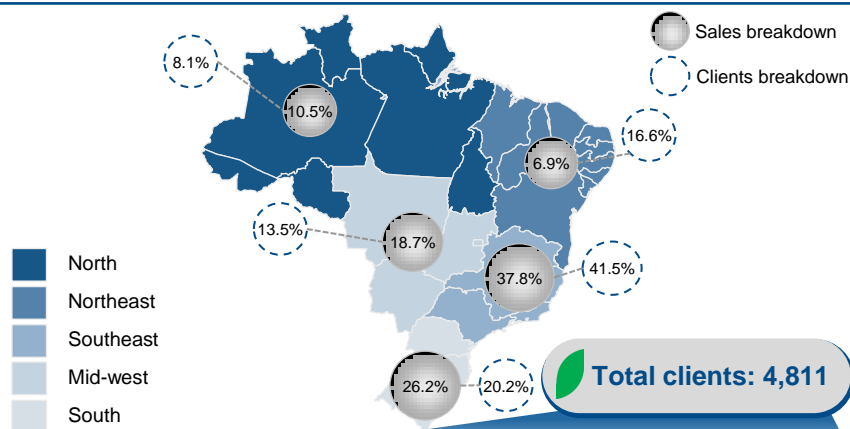 Sales breakdown
Clients breakdown
8.1%
10.5%
16.6%
6.9%
13.5%
18.7%
37.8%
41.5%
26.2%
20.2%
North
Northeast
Southeast
Mid-west
South
Total clients: 4,811